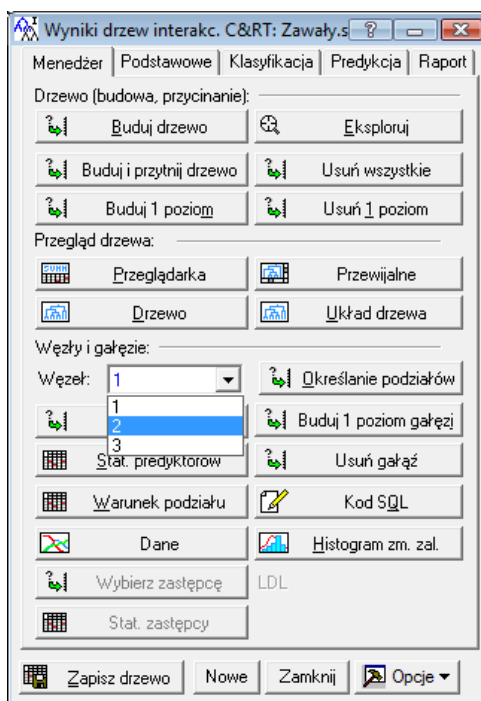 Wyniki drzew interakc. C&RT: Zawały.s
Menedżer Podstawowe Klasyfikacja Predykcja Raport
Drzewo (budowa, przycinanie):
Buduj drzewo Eksploruj
Buduj i przytnij drzewo Usuń wszystkie
Buduj 1 poziom Usuń 1 poziom
Przegląd drzewa:
Przeglądarka Przewijalne
Drzewo Układ drzewa
Węzły i gałęzie:
Węzeł: 1 Określanie podziałów
1
2 Buduj 1 poziom gałęzi
3
Stat. predyktorów Usuń gałąź
Warunek podziału Kod SQL
Dane Histogram zm. zal.
Wybierz zastępcę LDL
Stat. zastępcy
Zapisz drzewo Nowe Zamknij Opcje